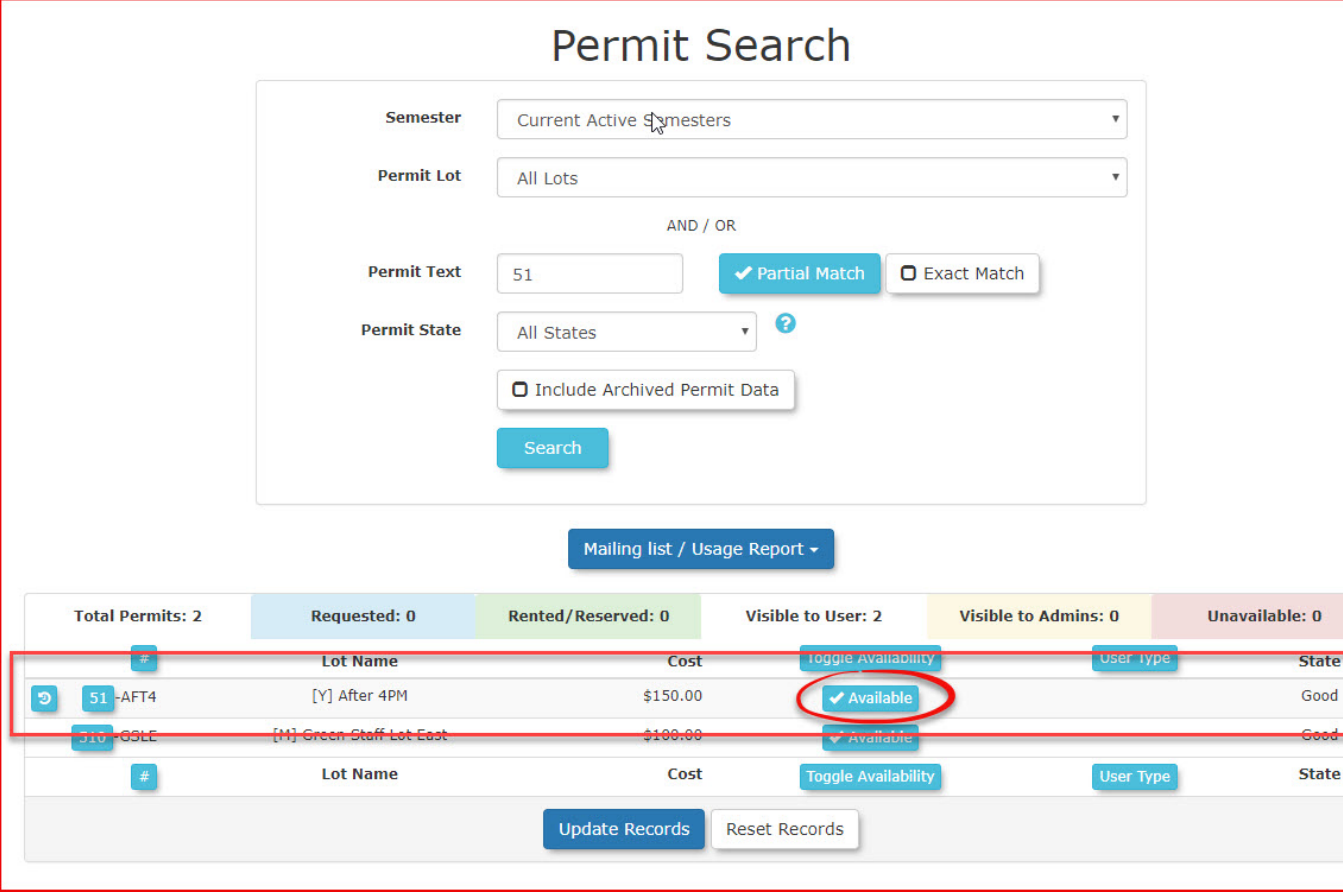 Permit Search
Semester Current Active Semesters
Permit Lot All Lots
AND / OR
Permit Text 51 Partial Match Exact Match
Permit State All States ?
Include Archived Permit Data
Search
Mailing list / Usage Report
Total Permits: 2 Requested: 0 Rented/Reserved: 0 Visible to User: 2 Visible to Admins: 0 Unavailable: 0
# Lot Name Cost Toggle Availability User Type State
51 -AFT4 [Y] After 4PM $150.00 Available Good
510 -GSLE [M] Green Staff Lot East $100.00 Available Good
# Lot Name Cost Toggle Availability User Type State
Update Records Reset Records